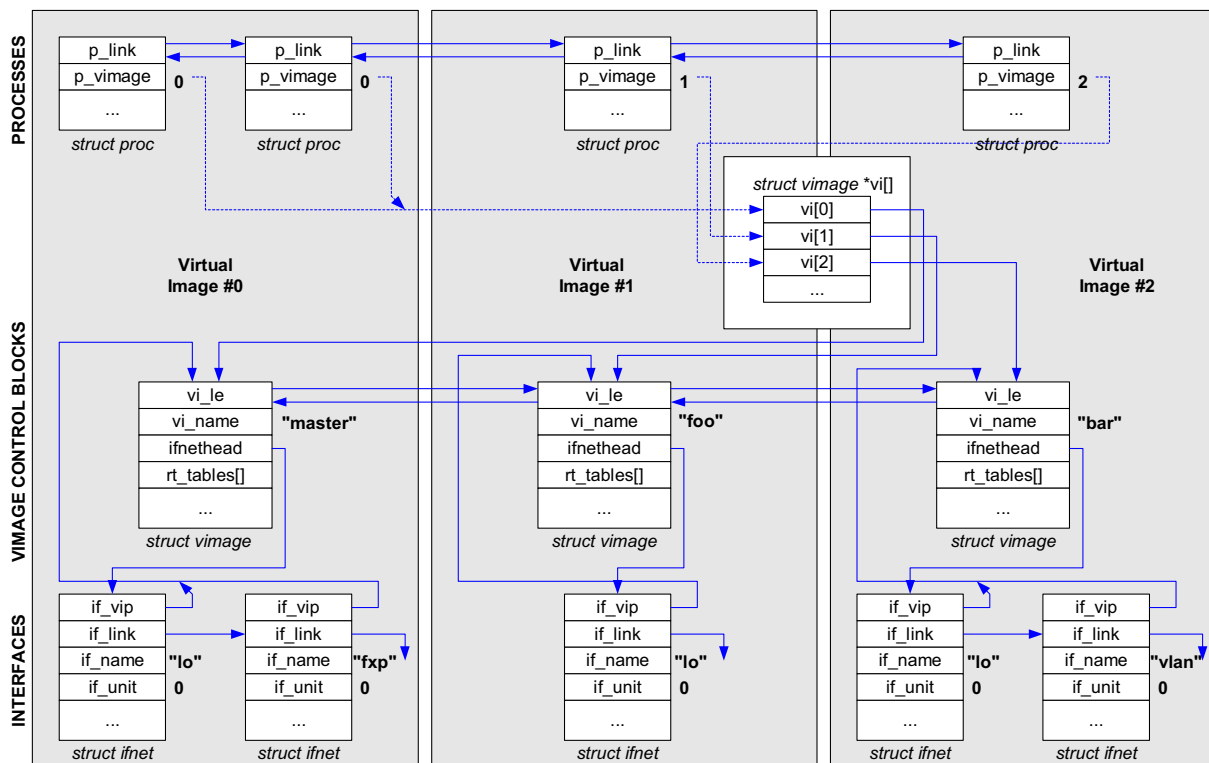 PROCESSES
p_link p_link p_link p_link
p_vimage 0 p_vimage 0 p_vimage 1 p_vimage 2
... ... ... ...
struct proc struct proc struct proc struct proc
struct vimage *vi[]
vi[0]
vi[1]
vi[2]
...
Virtual Image #0
Virtual Image #1
Virtual Image #2
VIMAGE CONTROL BLOCKS
vi_le vi_le vi_le
vi_name "master" vi_name "foo" vi_name "bar"
ifnethead ifnethead ifnethead
rt_tables[] rt_tables[] rt_tables[]
... ... ...
struct vimage struct vimage struct vimage
INTERFACES
if_vip if_vip if_vip if_vip if_vip
if_link if_link if_link if_link if_link
if_name "lo" if_name "fxp" if_name "lo" if_name "lo" if_name "vlan"
if_unit 0 if_unit 0 if_unit 0 if_unit 0 if_unit 0
... ... ... ... ...
struct ifnet struct ifnet struct ifnet struct ifnet struct ifnet